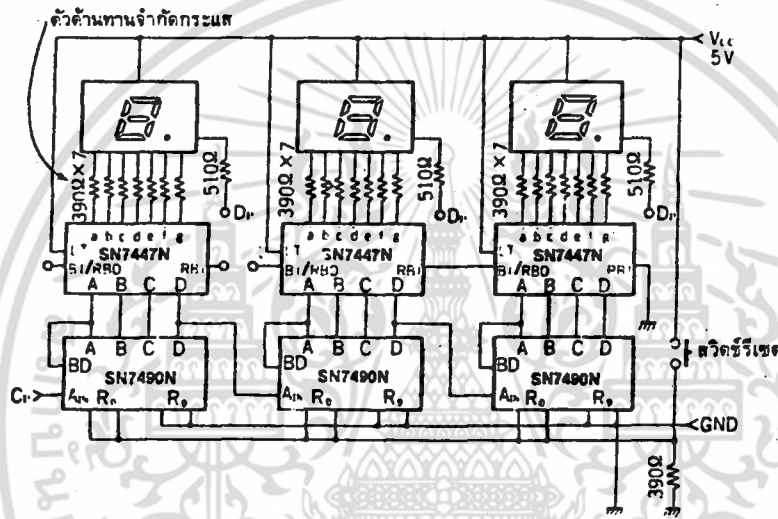 ตัวต้านทานจำกัดกระแส
Vcc
5V
390Ω×7
510Ω
Dp
390Ω×7
510Ω
Dp
390Ω×7
510Ω
Dp
a b c d e f g
LT SN7447N
BI/RBO RBI
A B C D
a b c d e f g
LT SN7447N
BI/RBO RBI
A B C D
a b c d e f g
LT SN7447N
BI/RBO RBI
A B C D
A B C D
BD
SN7490N
Cp Ain R0 R9
A B C D
BD
SN7490N
Ain R0 R9
A B C D
BD
SN7490N
Ain R0 R9
สวิตช์รีเซต
GND
390Ω